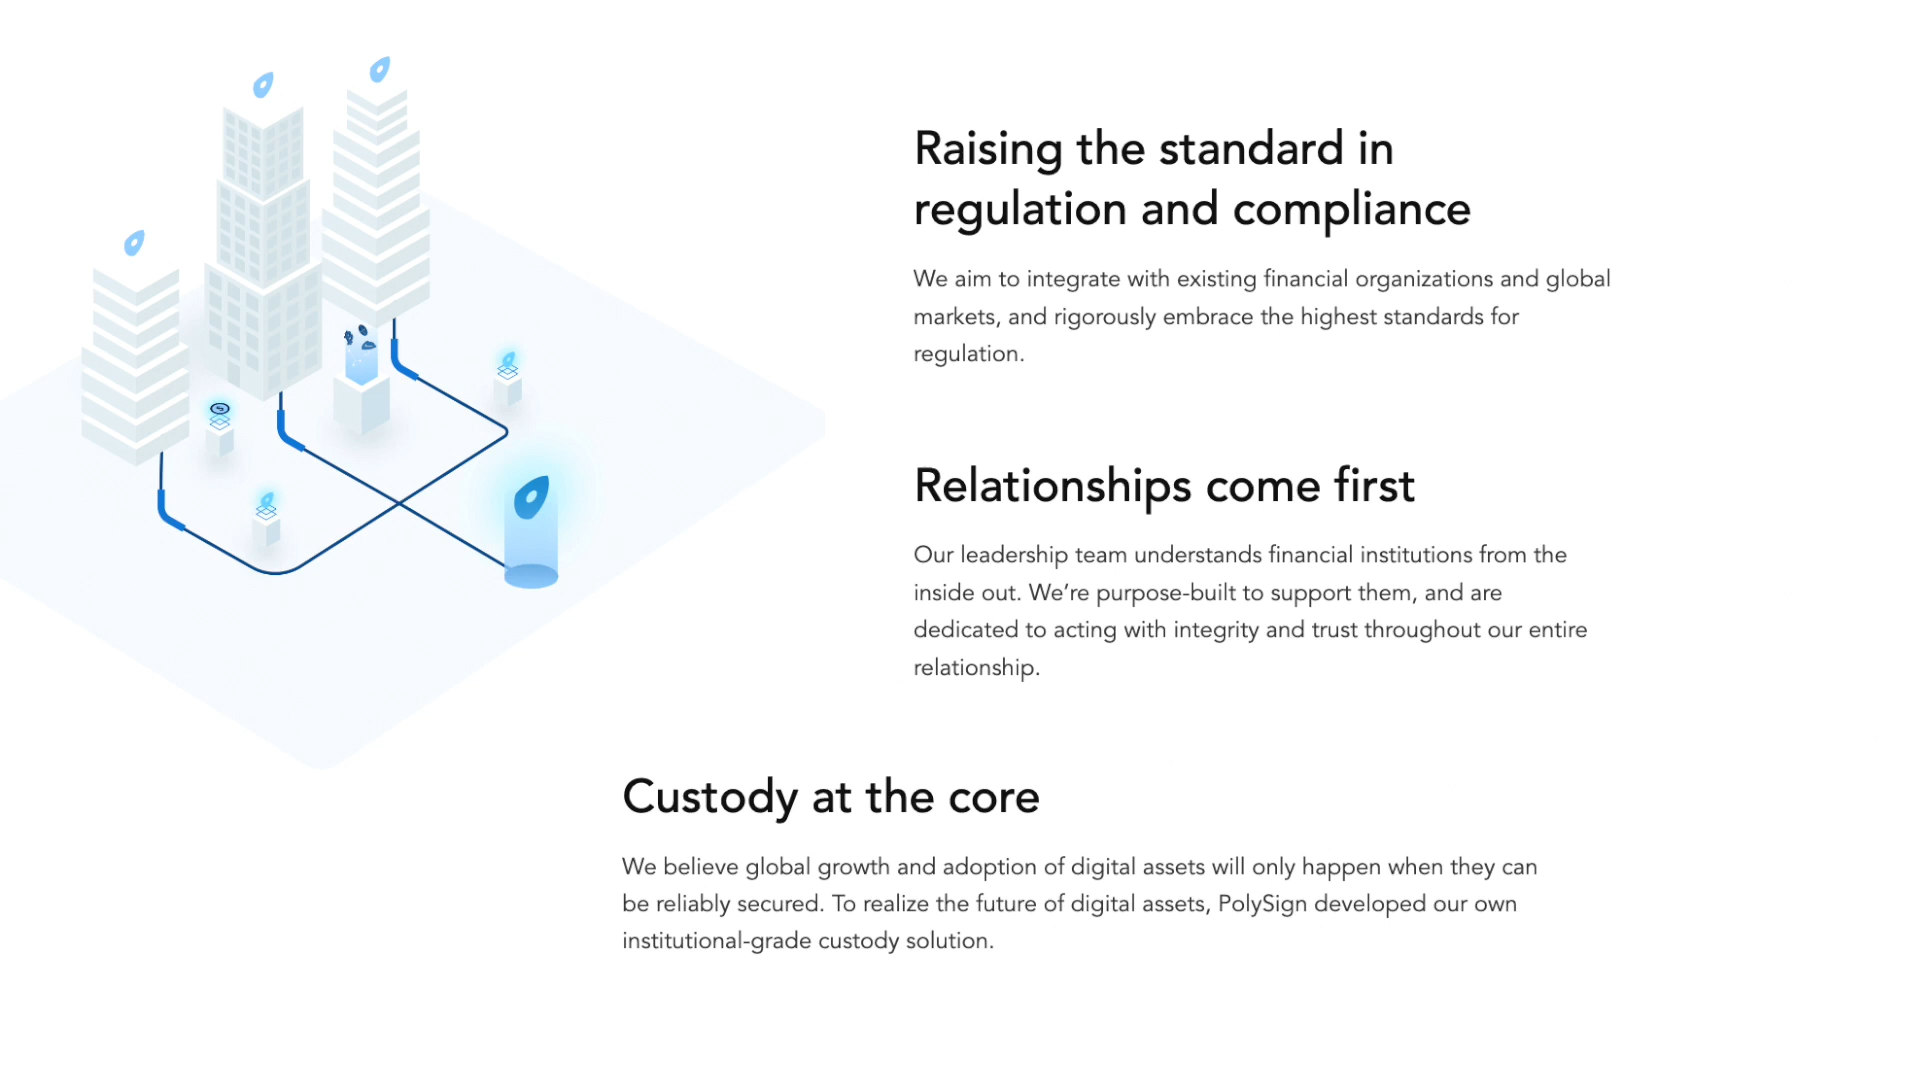 Raising the standard in
regulation and compliance
We aim to integrate with existing financial organizations and global
markets, and rigorously embrace the highest standards for
regulation.
Relationships come first
Our leadership team understands financial institutions from the
inside out. We’re purpose-built to support them, and are
dedicated to acting with integrity and trust throughout our entire
relationship.
Custody at the core
We believe global growth and adoption of digital assets will only happen when they can
be reliably secured. To realize the future of digital assets, PolySign developed our own
institutional-grade custody solution.